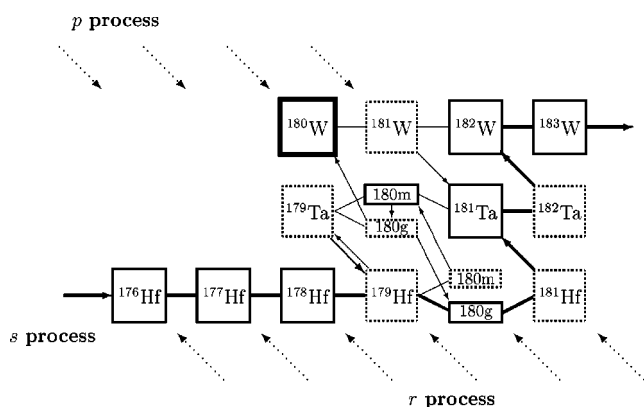 p process
¹⁸⁰W ¹⁸¹W ¹⁸²W ¹⁸³W
¹⁷⁹Ta 180m ¹⁸¹Ta ¹⁸²Ta
180g
¹⁷⁶Hf ¹⁷⁷Hf ¹⁷⁸Hf ¹⁷⁹Hf 180m ¹⁸¹Hf
180g
s process
r process